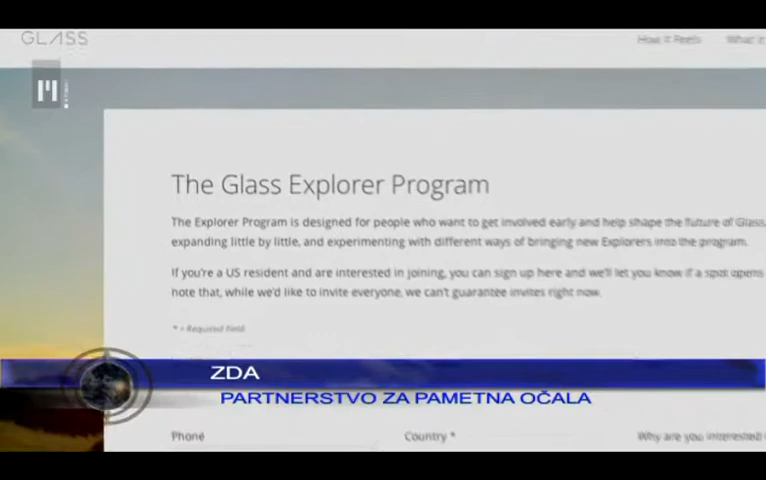 GLASS
How It Feels What It
The Glass Explorer Program
The Explorer Program is designed for people who want to get involved early and help shape the future of Glass.
expanding little by little, and experimenting with different ways of bringing new Explorers into the program.
If you're a US resident and are interested in joining, you can sign up here and we'll let you know if a spot opens
note that, while we'd like to invite everyone, we can't guarantee invites right now.
* = Required field
ZDA
PARTNERSTVO ZA PAMETNA OČALA
Phone Country * Why are you interested